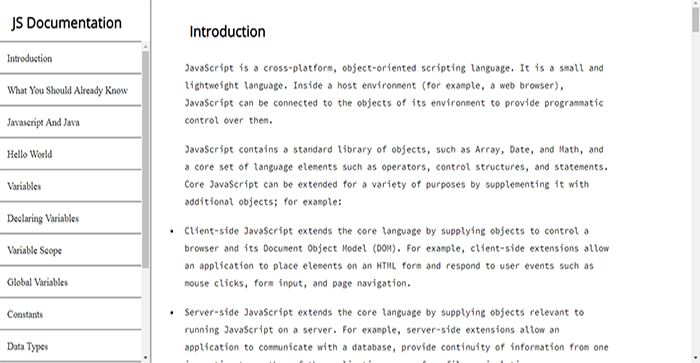 JS Documentation
Introduction
What You Should Already Know
Javascript And Java
Hello World
Variables
Declaring Variables
Variable Scope
Global Variables
Constants
Data Types
Introduction
JavaScript is a cross-platform, object-oriented scripting language. It is a small and
lightweight language. Inside a host environment (for example, a web browser),
JavaScript can be connected to the objects of its environment to provide programmatic
control over them.
JavaScript contains a standard library of objects, such as Array, Date, and Math, and
a core set of language elements such as operators, control structures, and statements.
Core JavaScript can be extended for a variety of purposes by supplementing it with
additional objects; for example:
• Client-side JavaScript extends the core language by supplying objects to control a
browser and its Document Object Model (DOM). For example, client-side extensions allow
an application to place elements on an HTML form and respond to user events such as
mouse clicks, form input, and page navigation.
• Server-side JavaScript extends the core language by supplying objects relevant to
running JavaScript on a server. For example, server-side extensions allow an
application to communicate with a database, provide continuity of information from one